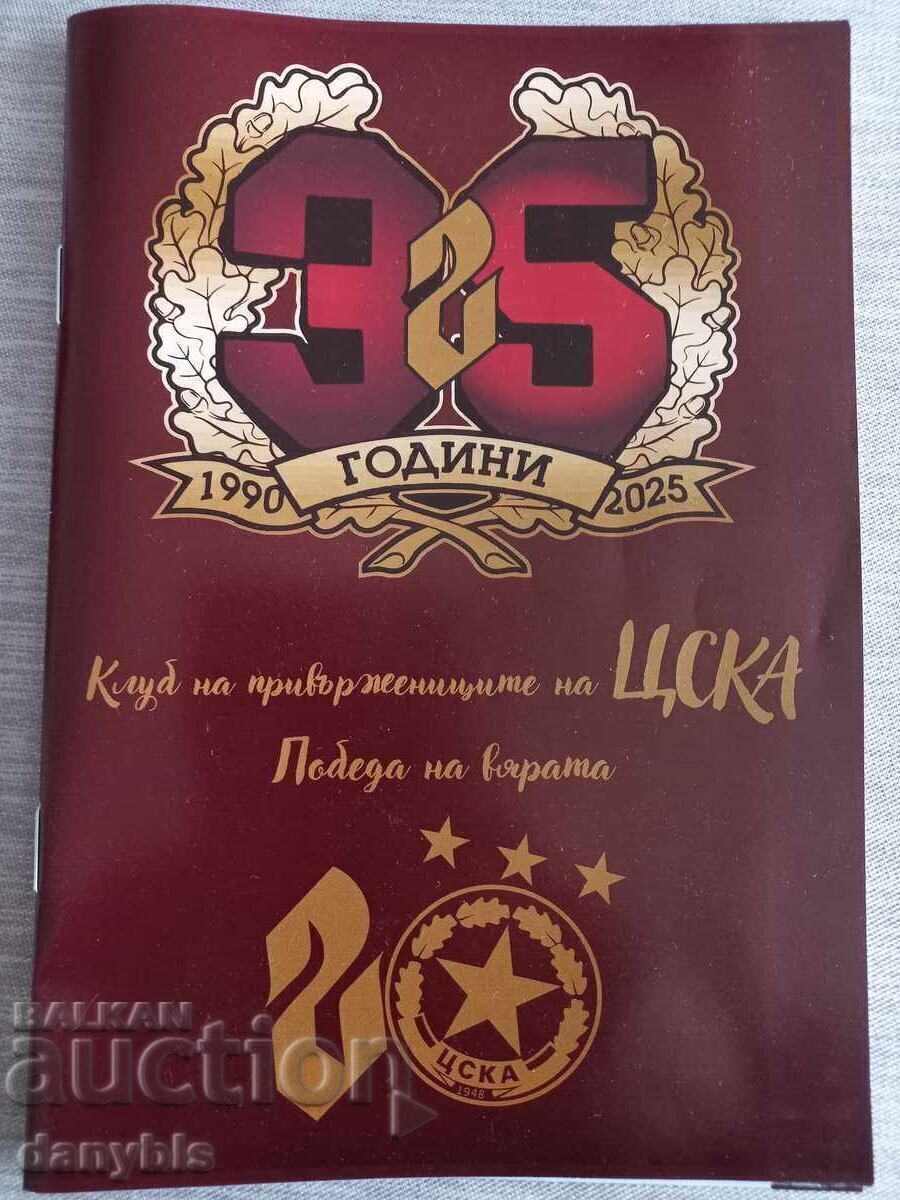 35
г
ГОДИНИ
1990 2025
Клуб на привържениците на ЦСКА
Победа на вярата
г
ЦСКА
1948
BALKAN
auction
danybls